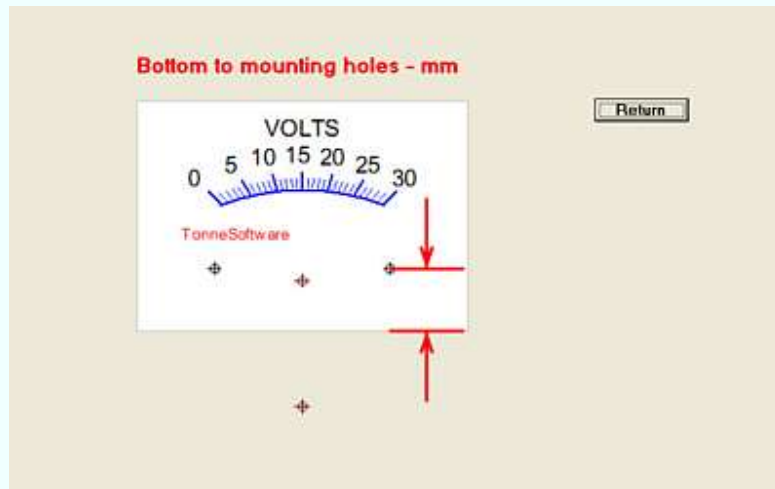 Bottom to mounting holes - mm
Return
VOLTS
0 5 10 15 20 25 30
TonneSoftware